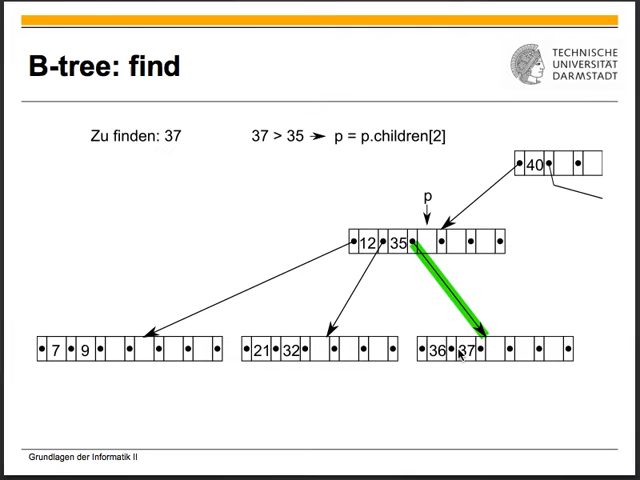 B-tree: find
TECHNISCHE
UNIVERSITÄT
DARMSTADT
Zu finden: 37
37 > 35 → p = p.children[2]
40
p
12 35
7 9
21 32
36 37
Grundlagen der Informatik II